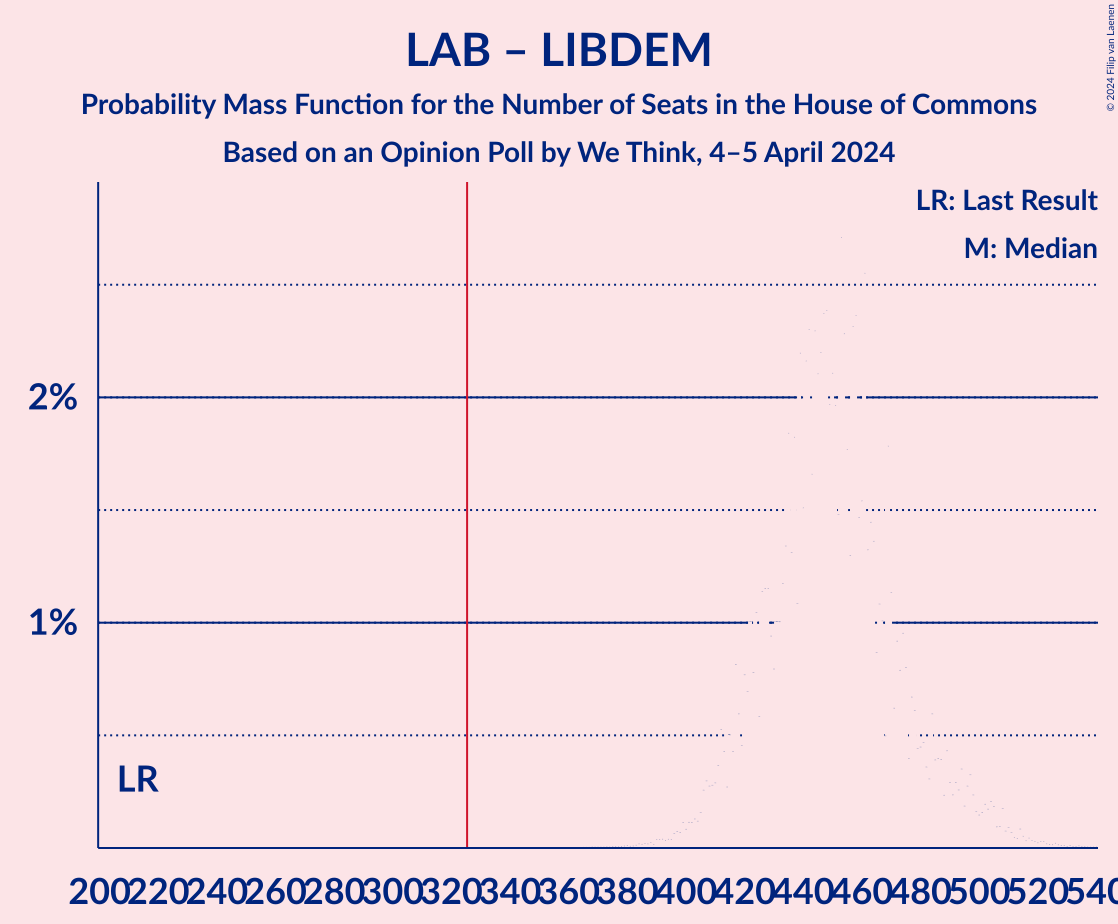 LAB – LIBDEM
Probability Mass Function for the Number of Seats in the House of Commons
Based on an Opinion Poll by We Think, 4–5 April 2024
© 2024 Filip van Laenen
LR: Last Result
M: Median
2%
1%
LR
200 220 240 260 280 300 320 340 360 380 400 420 440 460 480 500 520 540